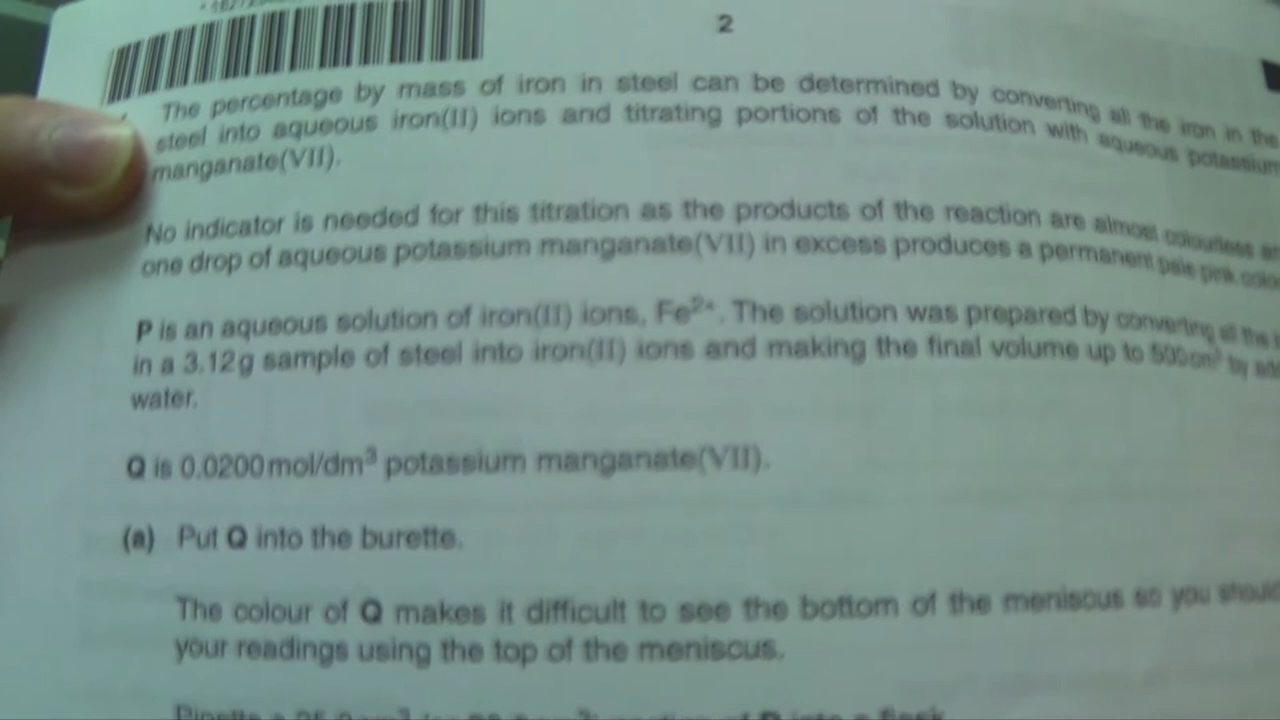 2
The percentage by mass of iron in steel can be determined by converting all the iron in the
steel into aqueous iron(II) ions and titrating portions of the solution with aqueous potassium
manganate(VII).
No indicator is needed for this titration as the products of the reaction are almost colourless
one drop of aqueous potassium manganate(VII) in excess produces a permanent pale pink
P is an aqueous solution of iron(II) ions, Fe²⁺. The solution was prepared by converting all the
in a 3.12g sample of steel into iron(II) ions and making the final volume up to 500cm³ by
water.
Q is 0.0200mol/dm³ potassium manganate(VII).
(a) Put Q into the burette.
The colour of Q makes it difficult to see the bottom of the meniscus so you
your readings using the top of the meniscus.